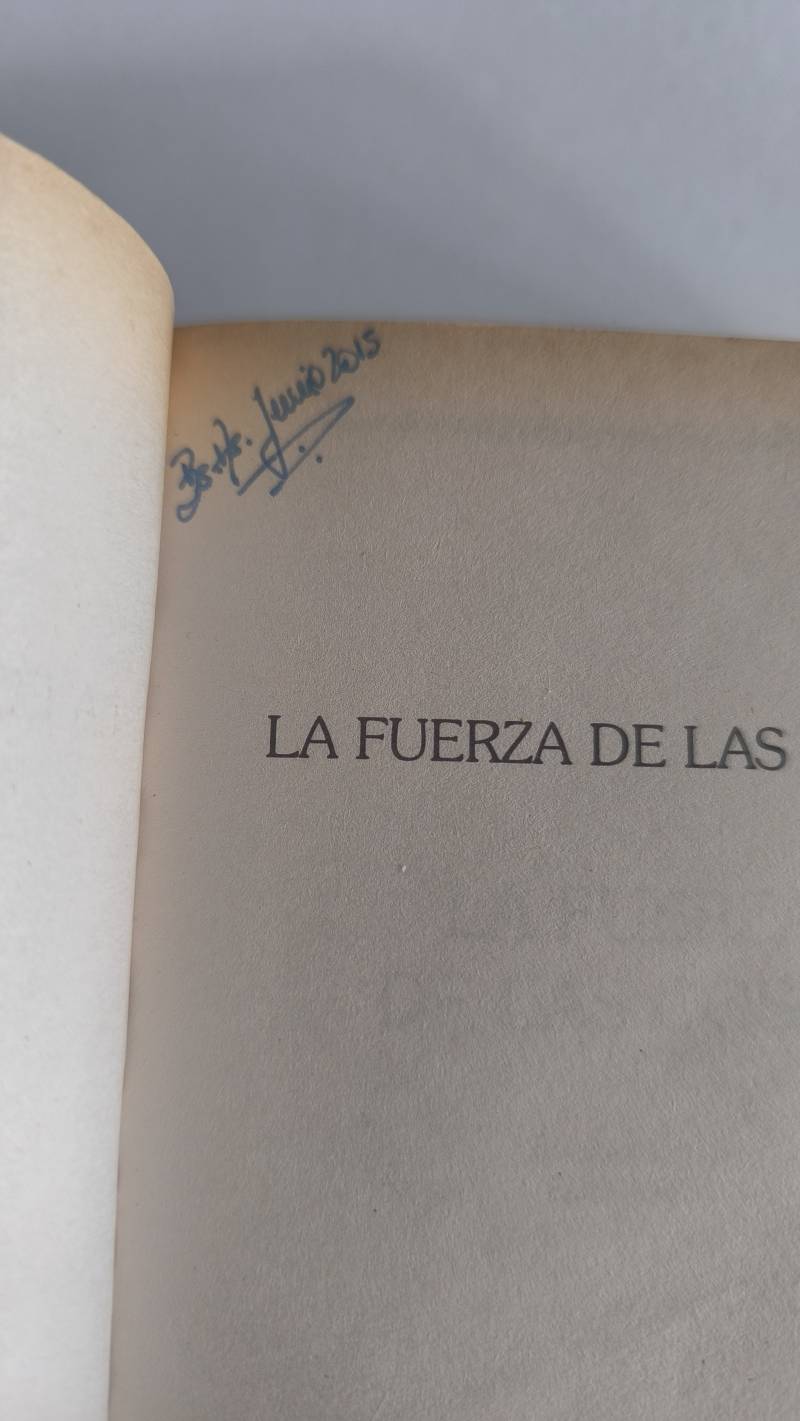 Bs. As. Junio 2015
LA FUERZA DE LAS